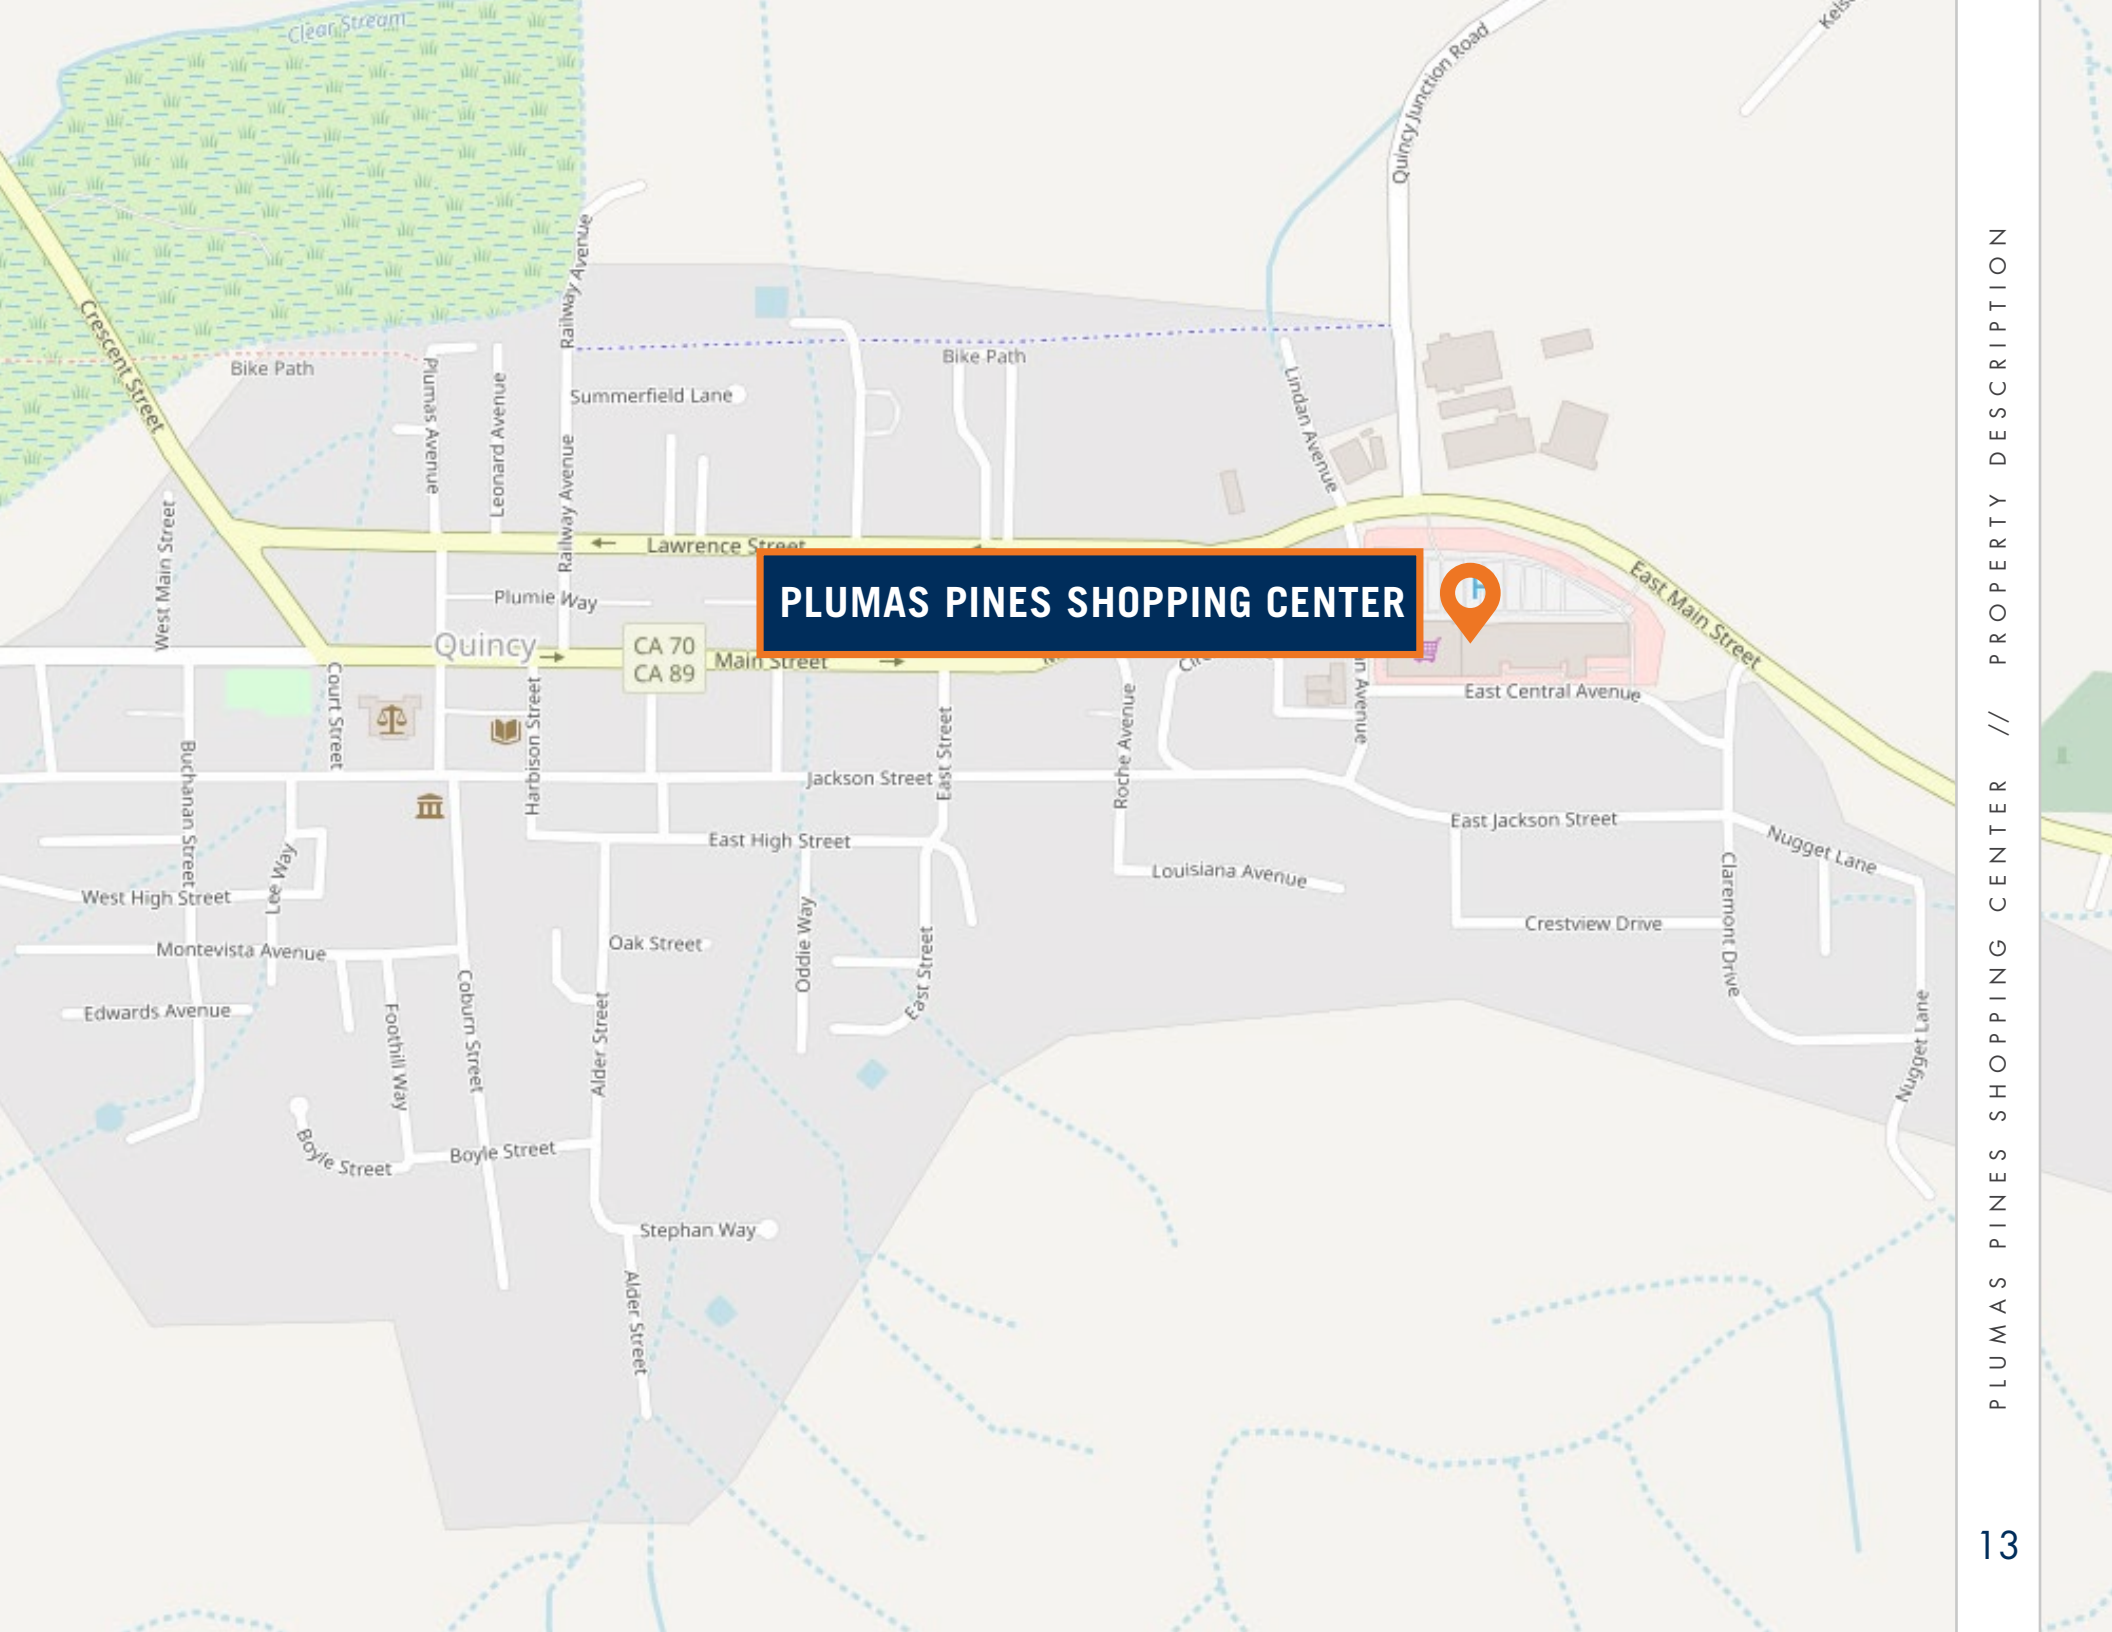 Clear Stream
Quincy Junction Road
Crescent Street
Railway Avenue
Bike Path
Bike Path
Plumas Avenue
Leonard Avenue
Summerfield Lane
Lindan Avenue
Railway Avenue
West Main Street
Lawrence Street
Plumie Way
PLUMAS PINES SHOPPING CENTER
East Main Street
Quincy
CA 70
CA 89
Main Street
Court Street
Harbison Street
East Central Avenue
Avenue
Roche Avenue
East Street
Buchanan Street
Jackson Street
East Jackson Street
East High Street
Nugget Lane
Lee Way
Louisiana Avenue
Claremont Drive
West High Street
Oddie Way
Crestview Drive
Montevista Avenue
Oak Street
East Street
Edwards Avenue
Foothill Way
Coburn Street
Alder Street
Nugget Lane
Boyle Street
Boyle Street
Stephan Way
Alder Street
PLUMAS PINES SHOPPING CENTER // PROPERTY DESCRIPTION
13